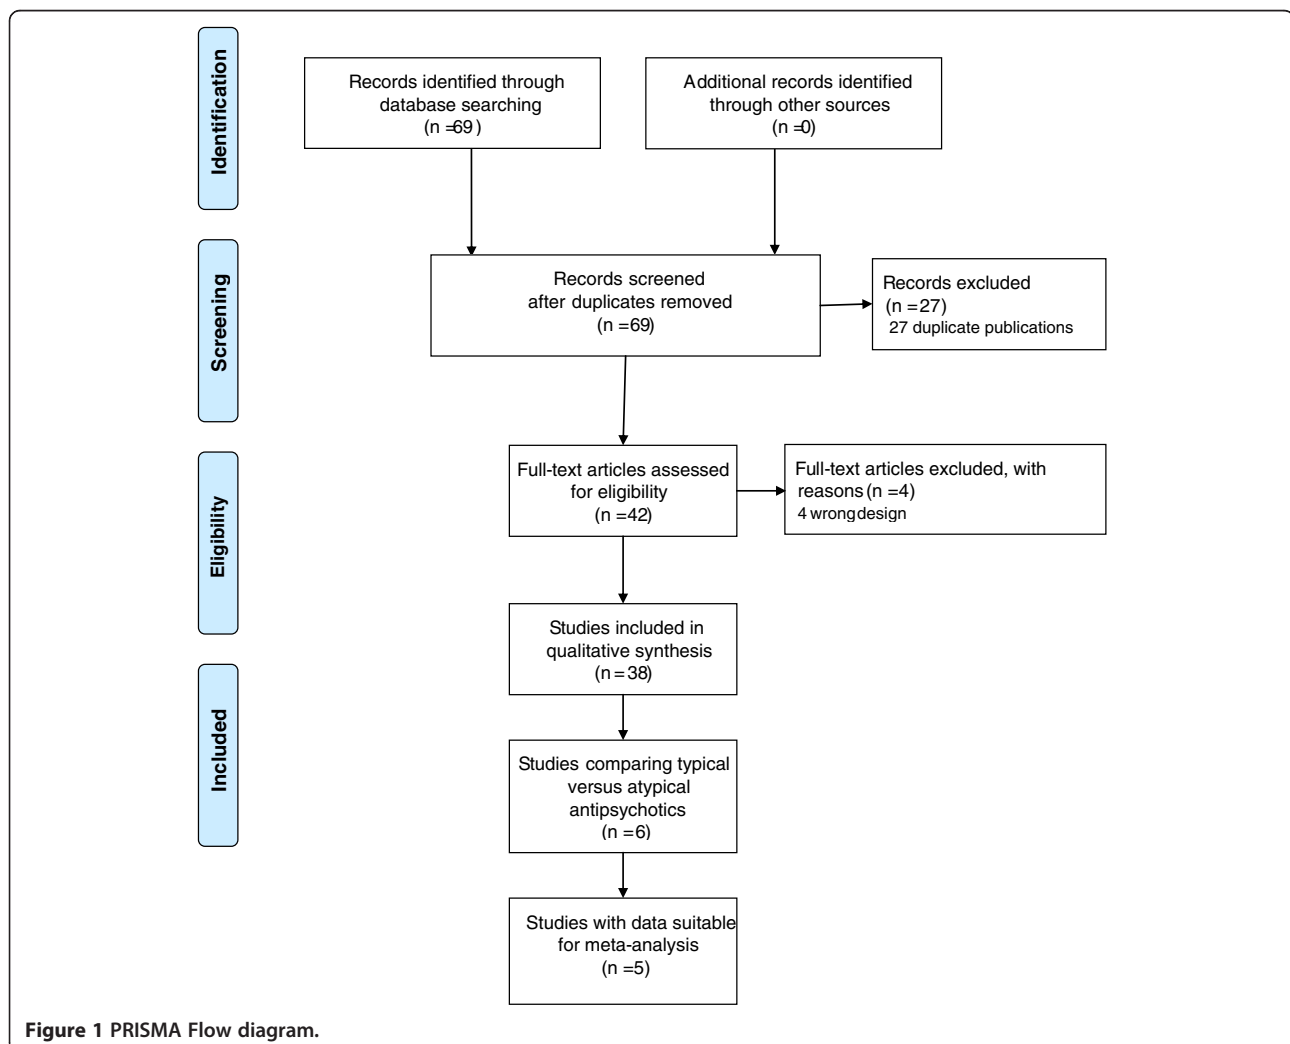 Identification
Records identified through
database searching
(n =69 )
Additional records identified
through other sources
(n =0)
Screening
Records screened
after duplicates removed
(n =69)
Records excluded
(n =27)
27 duplicate publications
Eligibility
Full-text articles assessed
for eligibility
(n =42)
Full-text articles excluded, with
reasons (n =4)
4 wrong design
Studies included in
qualitative synthesis
(n =38)
Included
Studies comparing typical
versus atypical
antipsychotics
(n =6)
Studies with data suitable
for meta-analysis
(n =5)
Figure 1 PRISMA Flow diagram.